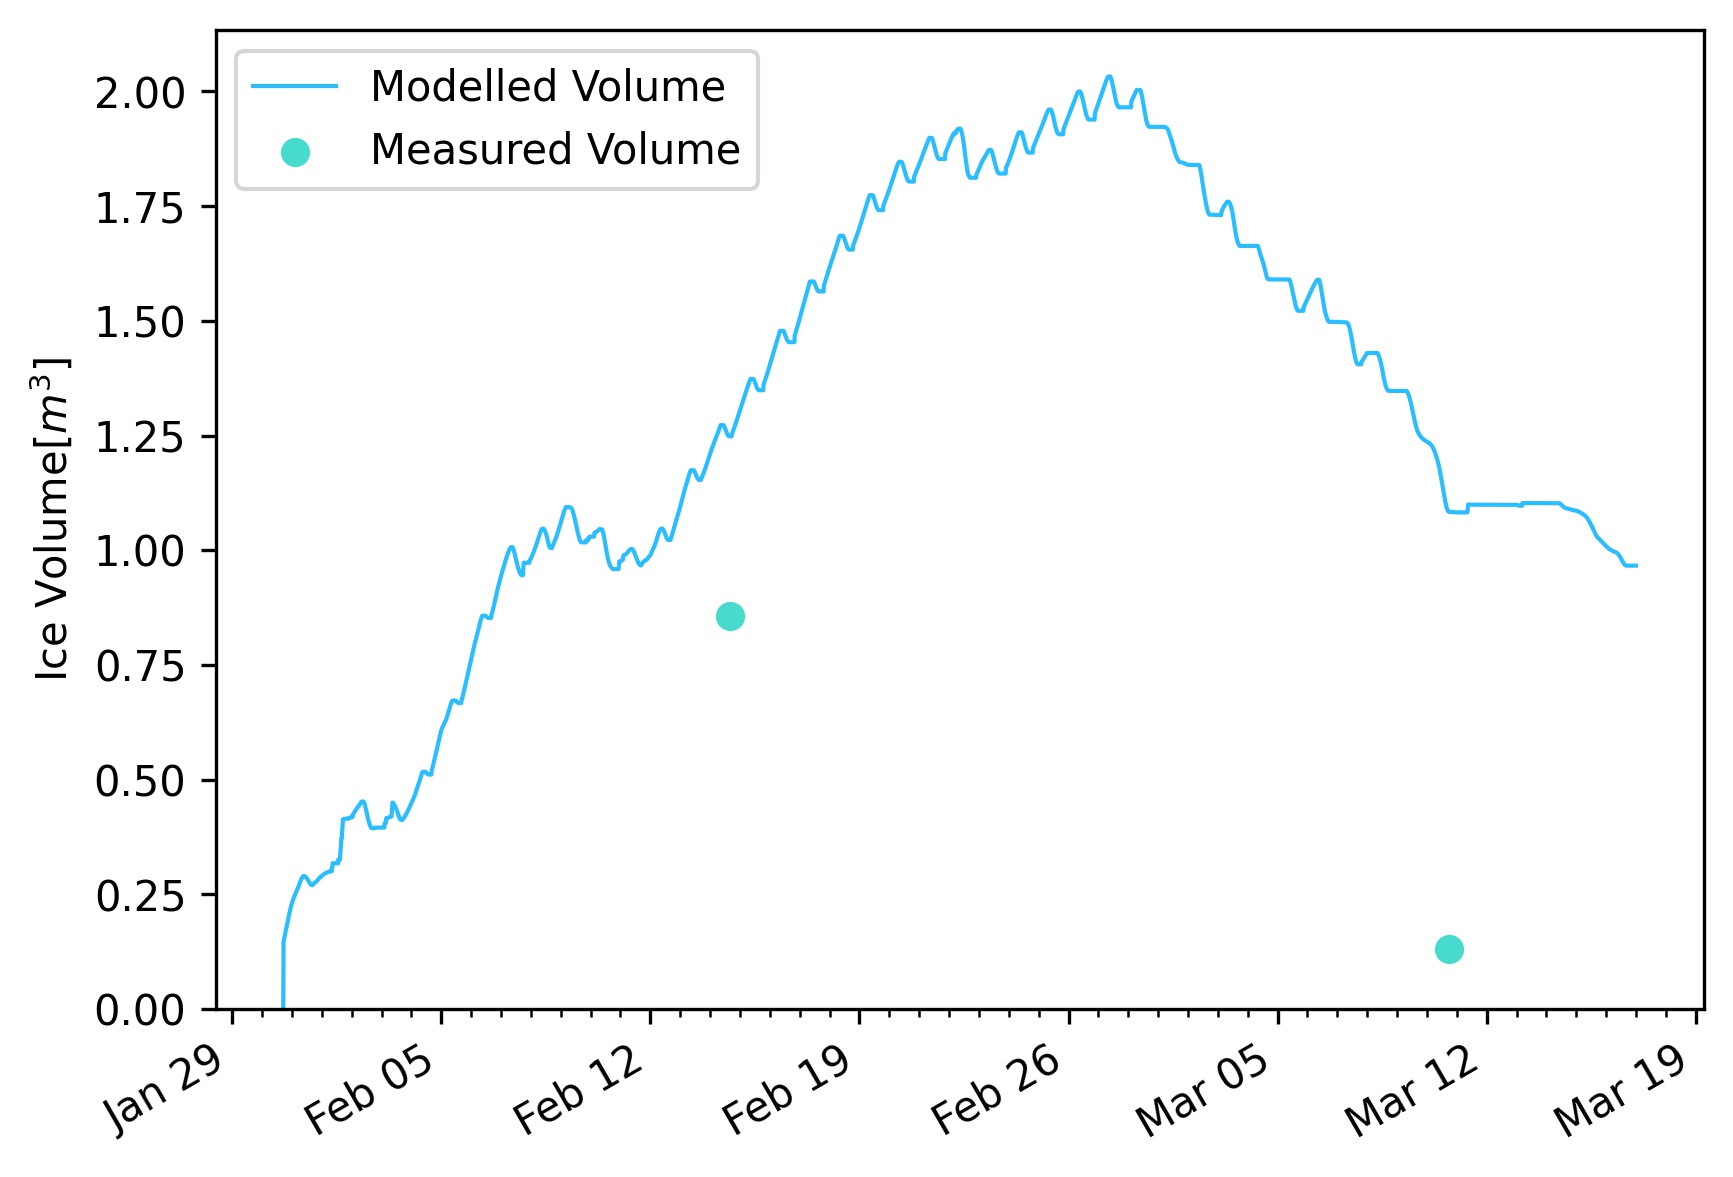 Modelled Volume
Measured Volume
Ice Volume[m³]
2.00
1.75
1.50
1.25
1.00
0.75
0.50
0.25
0.00
Jan 29
Feb 05
Feb 12
Feb 19
Feb 26
Mar 05
Mar 12
Mar 19